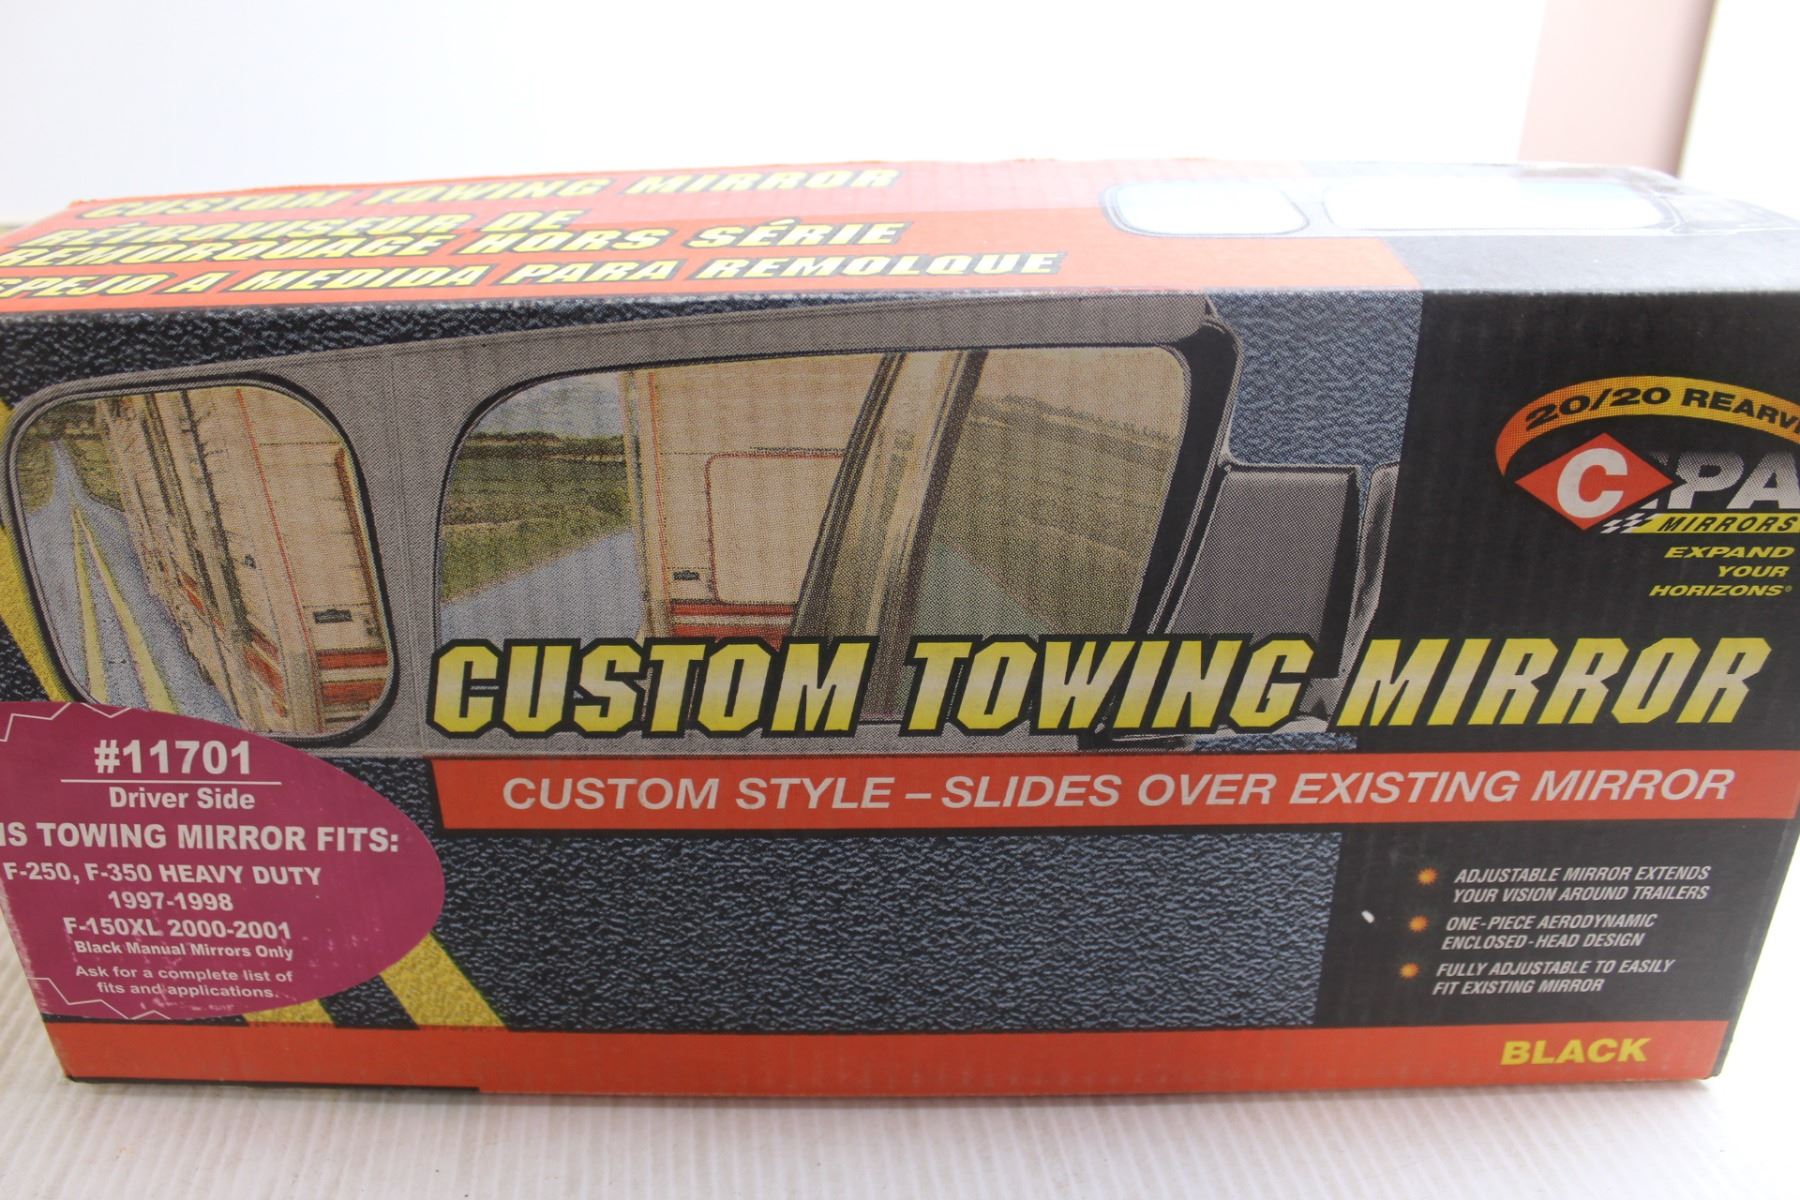 CUSTOM TOWING MIRROR
RÉTROVISEUR DE
REMORQUAGE HORS SÉRIE
SPEJO A MEDIDA PARA REMOLQUE
20/20 REARVI
CIPA
MIRRORS
EXPAND
YOUR
HORIZONS®
CUSTOM TOWING MIRROR
CUSTOM STYLE – SLIDES OVER EXISTING MIRROR
#11701
Driver Side
IS TOWING MIRROR FITS:
F-250, F-350 HEAVY DUTY
1997-1998
F-150XL 2000-2001
Black Manual Mirrors Only
Ask for a complete list of
fits and applications.
ADJUSTABLE MIRROR EXTENDS
YOUR VISION AROUND TRAILERS
ONE-PIECE AERODYNAMIC
ENCLOSED-HEAD DESIGN
FULLY ADJUSTABLE TO EASILY
FIT EXISTING MIRROR
BLACK